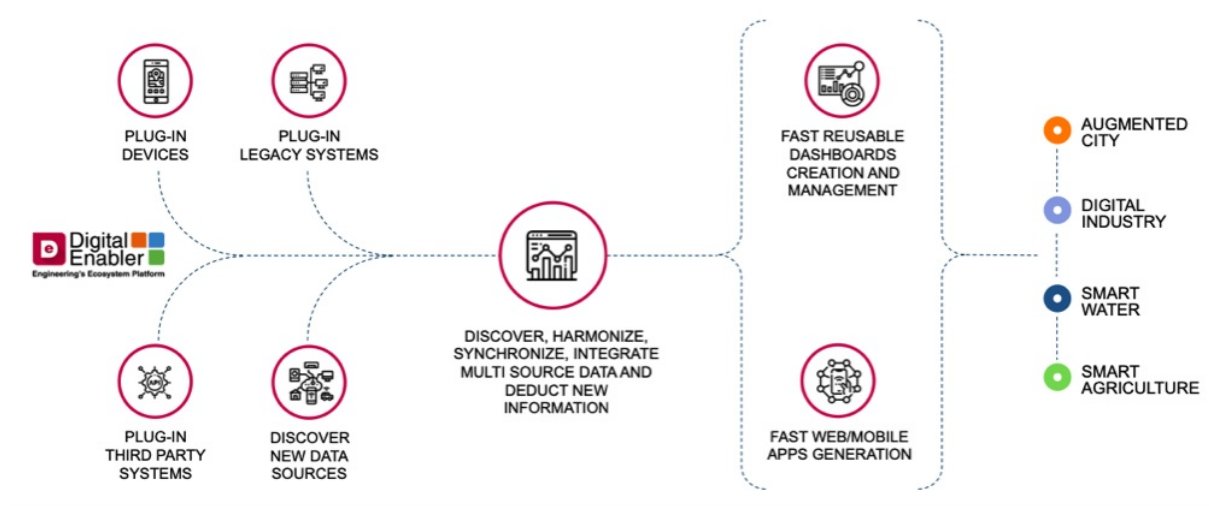 PLUG-IN
DEVICES
PLUG-IN
LEGACY SYSTEMS
e
Digital
Enabler
Engineering's Ecosystem Platform
API
PLUG-IN
THIRD PARTY
SYSTEMS
DISCOVER
NEW DATA
SOURCES
DISCOVER, HARMONIZE,
SYNCHRONIZE, INTEGRATE
MULTI SOURCE DATA AND
DEDUCT NEW
INFORMATION
FAST REUSABLE
DASHBOARDS
CREATION AND
MANAGEMENT
FAST WEB/MOBILE
APPS GENERATION
AUGMENTED
CITY
DIGITAL
INDUSTRY
SMART
WATER
SMART
AGRICULTURE